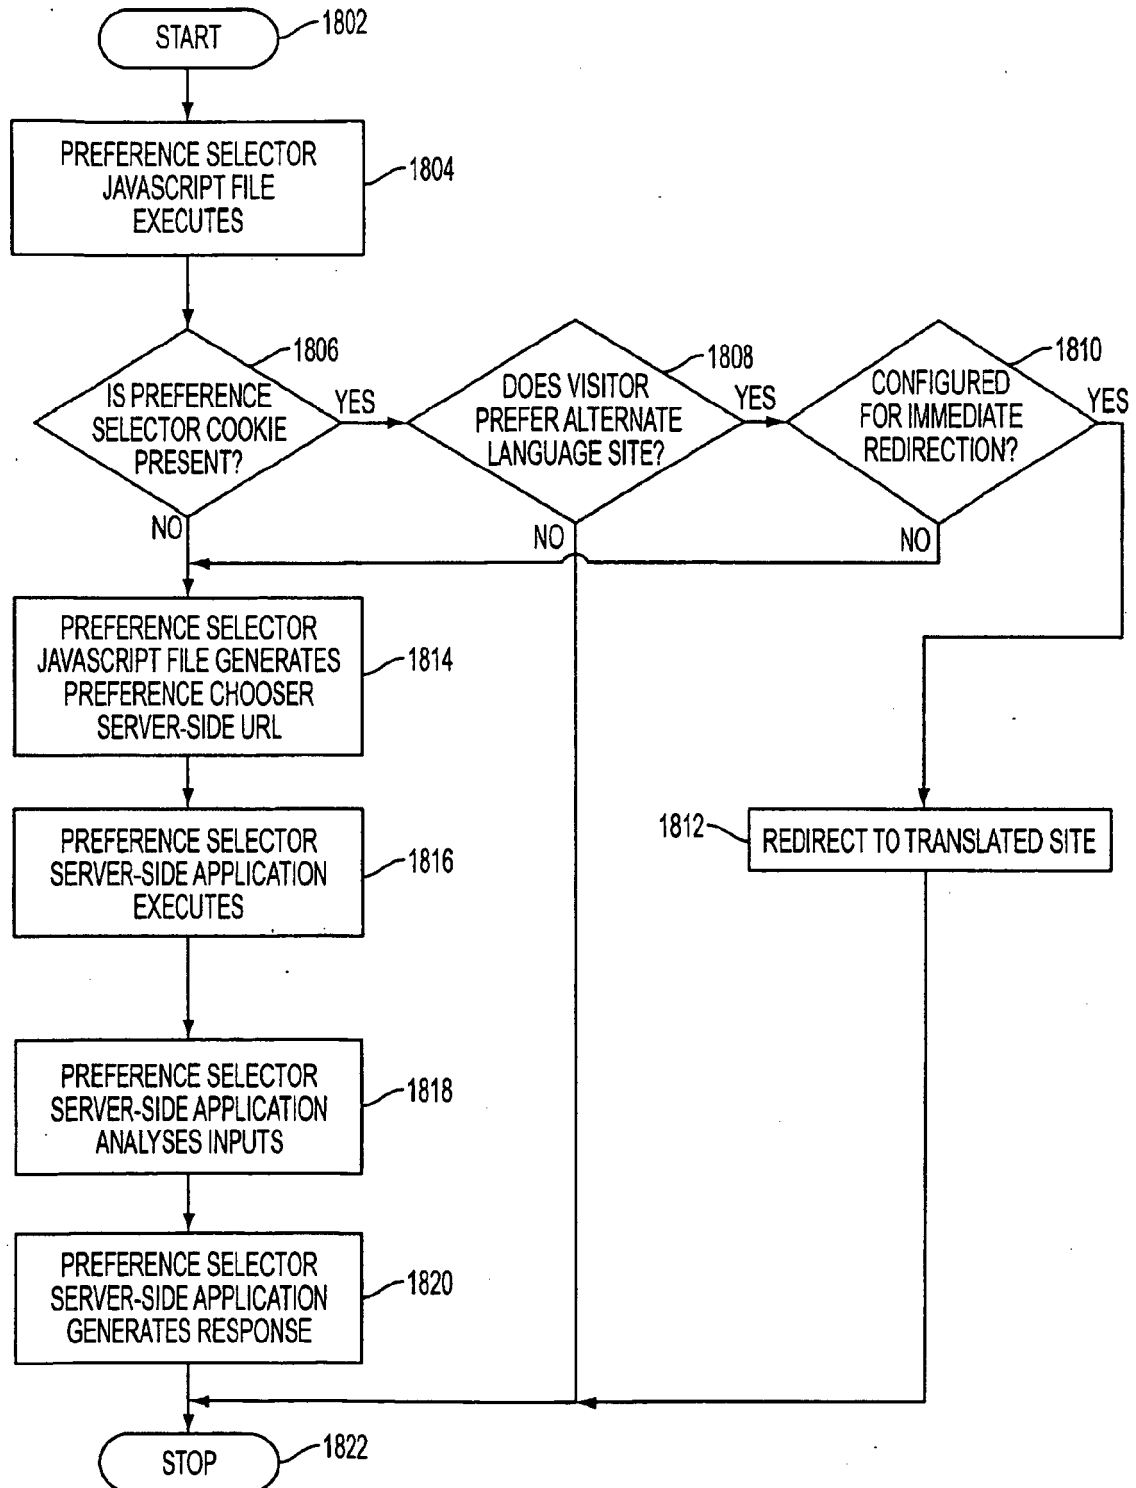 START
1802
PREFERENCE SELECTOR
JAVASCRIPT FILE
EXECUTES
1804
IS PREFERENCE
SELECTOR COOKIE
PRESENT?
1806
YES
NO
DOES VISITOR
PREFER ALTERNATE
LANGUAGE SITE?
1808
YES
NO
CONFIGURED
FOR IMMEDIATE
REDIRECTION?
1810
YES
NO
PREFERENCE SELECTOR
JAVASCRIPT FILE GENERATES
PREFERENCE CHOOSER
SERVER-SIDE URL
1814
PREFERENCE SELECTOR
SERVER-SIDE APPLICATION
EXECUTES
1816
1812
REDIRECT TO TRANSLATED SITE
PREFERENCE SELECTOR
SERVER-SIDE APPLICATION
ANALYSES INPUTS
1818
PREFERENCE SELECTOR
SERVER-SIDE APPLICATION
GENERATES RESPONSE
1820
STOP
1822